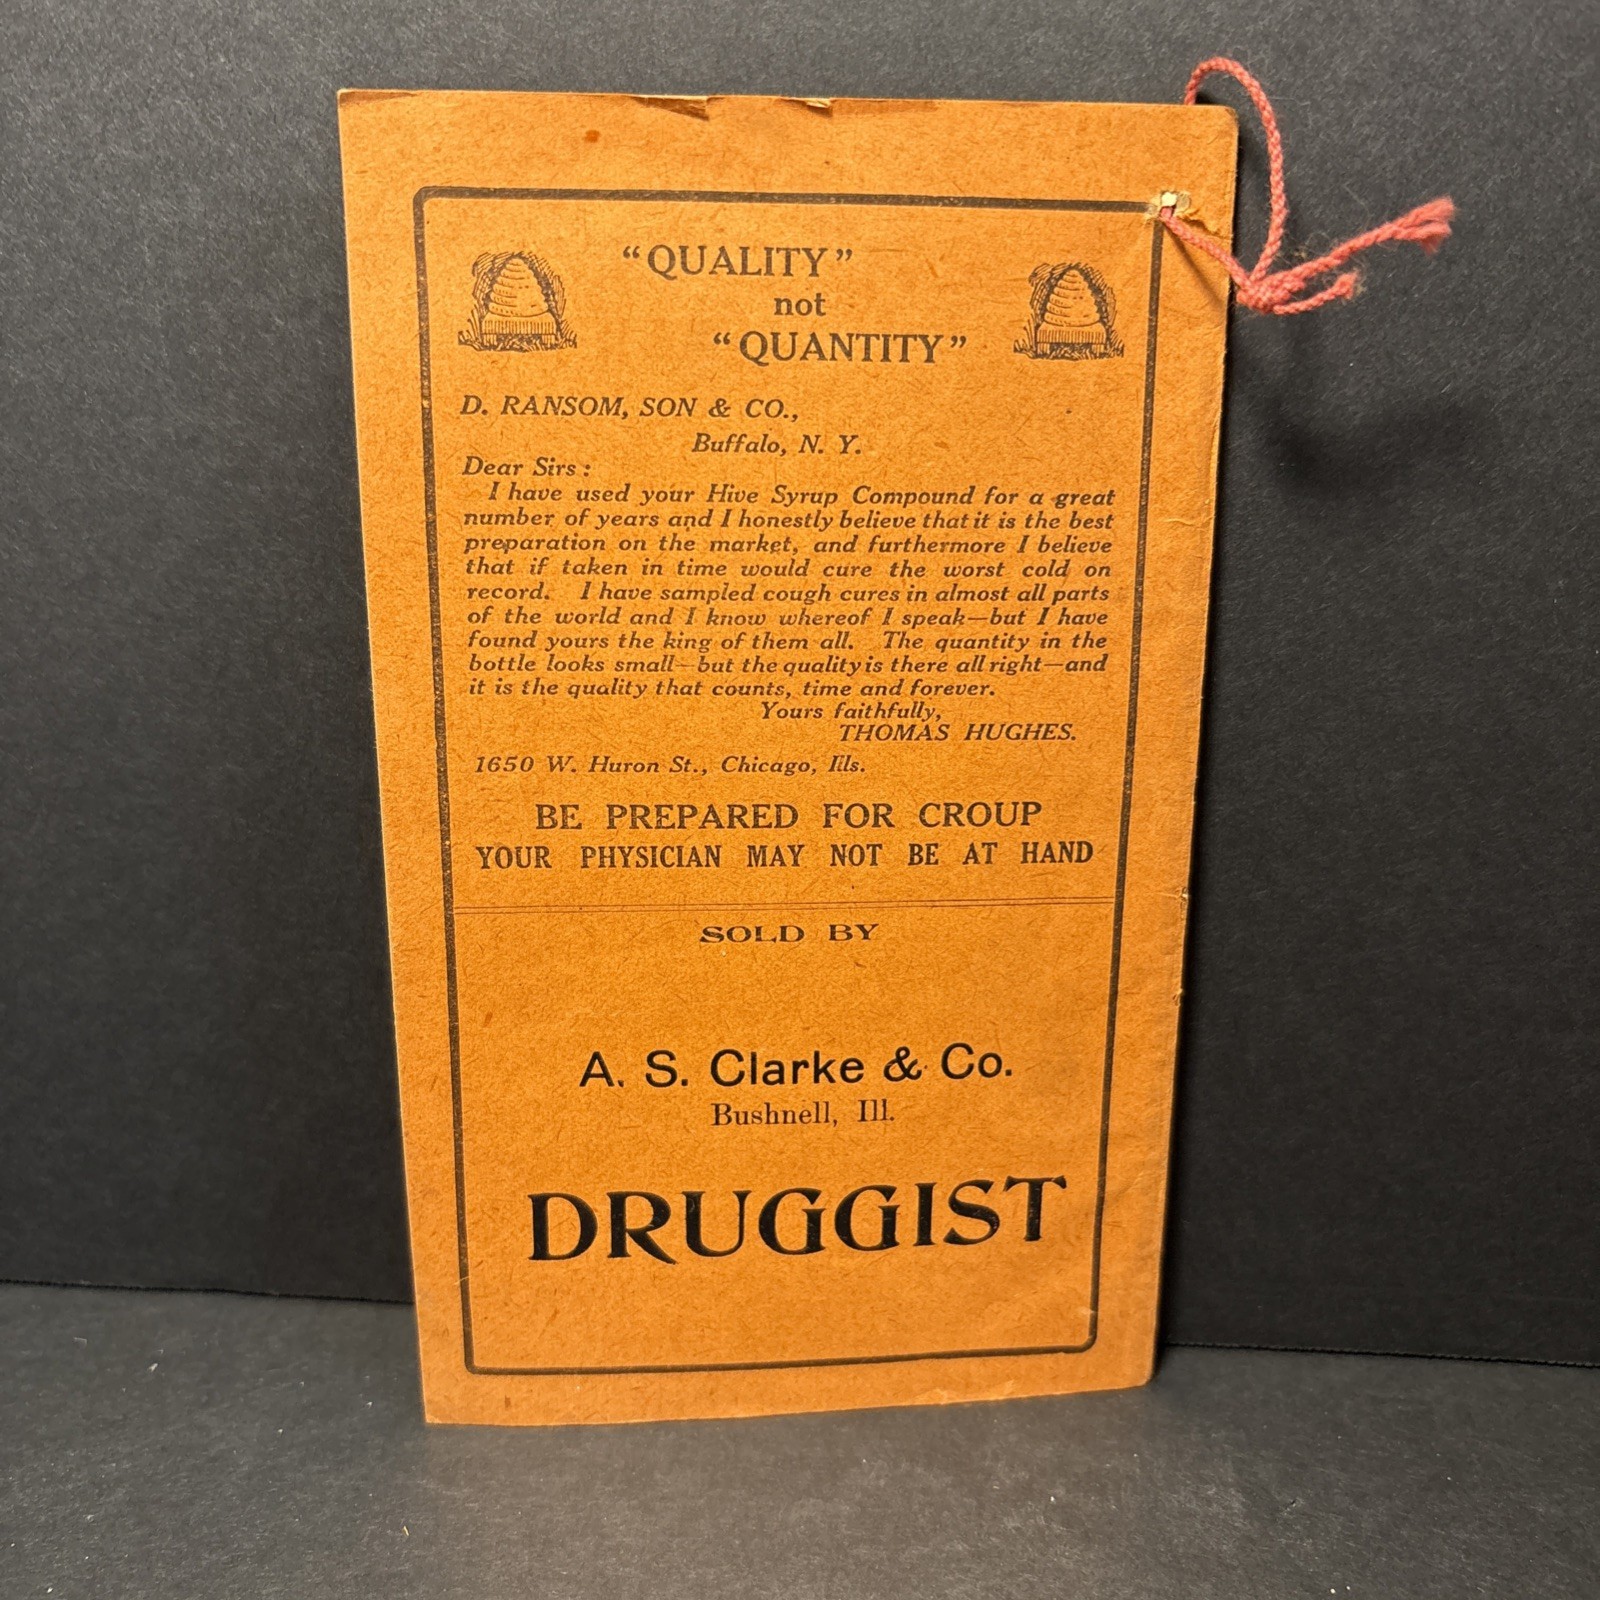 “QUALITY”
not
“QUANTITY”
D. RANSOM, SON & CO.,
Buffalo, N. Y.
Dear Sirs :
I have used your Hive Syrup Compound for a great
number of years and I honestly believe that it is the best
preparation on the market, and furthermore I believe
that if taken in time would cure the worst cold on
record. I have sampled cough cures in almost all parts
of the world and I know whereof I speak—but I have
found yours the king of them all. The quantity in the
bottle looks small—but the quality is there all right—and
it is the quality that counts, time and forever.
Yours faithfully,
THOMAS HUGHES.
1650 W. Huron St., Chicago, Ills.
BE PREPARED FOR CROUP
YOUR PHYSICIAN MAY NOT BE AT HAND
SOLD BY
A. S. Clarke & Co.
Bushnell, Ill.
DRUGGIST